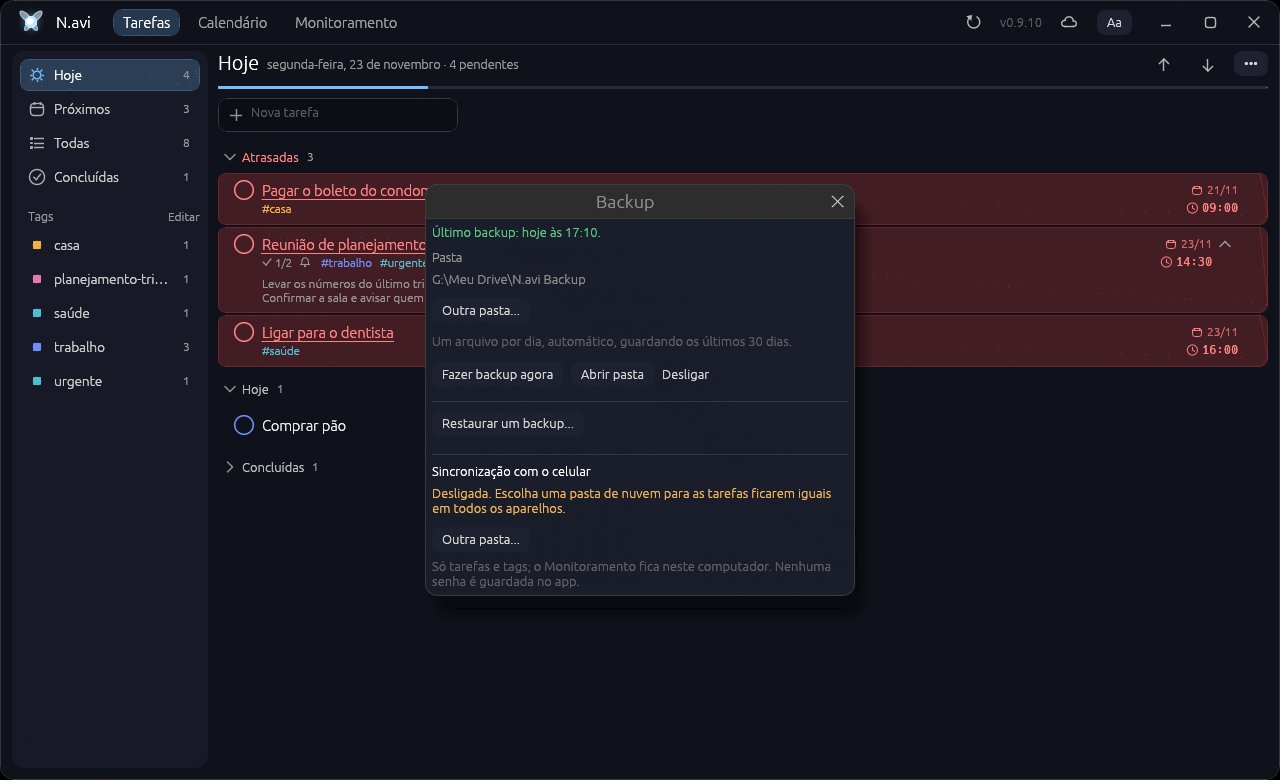 N.avi Tarefas Calendário Monitoramento v0.9.10 Aa
Hoje 4
Próximos 3
Todas 8
Concluídas 1
Tags Editar
casa 1
planejamento-tri... 1
saúde 1
trabalho 3
urgente 1
Hoje segunda-feira, 23 de novembro · 4 pendentes
Nova tarefa
Atrasadas 3
Pagar o boleto do condom 21/11
#casa 09:00
Reunião de planejamento 23/11
1/2 #trabalho #urgente 14:30
Levar os números do último tri
Confirmar a sala e avisar quem
Ligar para o dentista 23/11
#saúde 16:00
Hoje 1
Comprar pão
Concluídas 1
Backup
Último backup: hoje às 17:10.
Pasta
G:\Meu Drive\N.avi Backup
Outra pasta...
Um arquivo por dia, automático, guardando os últimos 30 dias.
Fazer backup agora Abrir pasta Desligar
Restaurar um backup...
Sincronização com o celular
Desligada. Escolha uma pasta de nuvem para as tarefas ficarem iguais
em todos os aparelhos.
Outra pasta...
Só tarefas e tags; o Monitoramento fica neste computador. Nenhuma
senha é guardada no app.